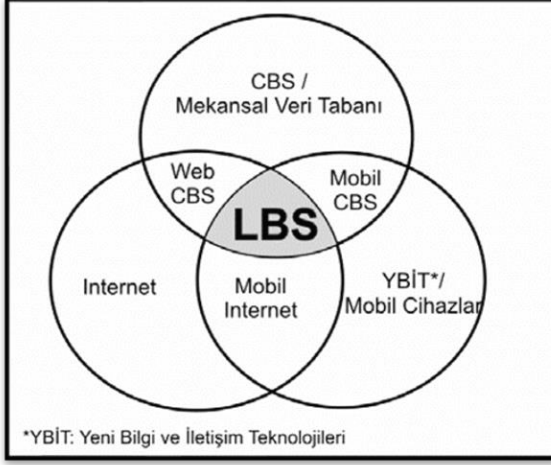 CBS /
Mekansal Veri Tabanı
Web
CBS
Mobil
CBS
LBS
Internet
Mobil
Internet
YBİT*/
Mobil Cihazlar
*YBİT: Yeni Bilgi ve İletişim Teknolojileri